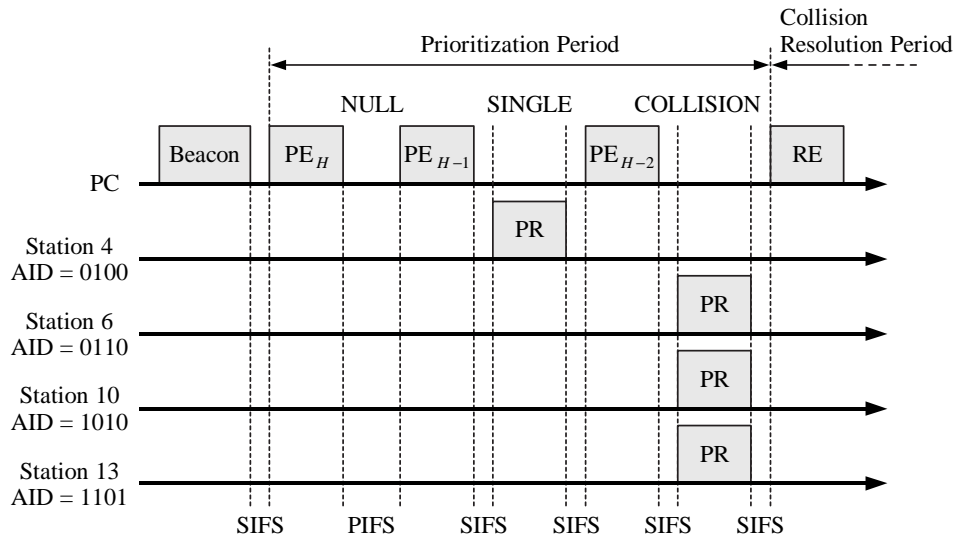 Collision
Prioritization Period
Resolution Period
NULL
SINGLE
COLLISION
Beacon
PE_H
PE_{H-1}
PE_{H-2}
RE
PC
PR
Station 4
AID = 0100
PR
Station 6
AID = 0110
PR
Station 10
AID = 1010
PR
Station 13
AID = 1101
SIFS
PIFS
SIFS
SIFS
SIFS
SIFS